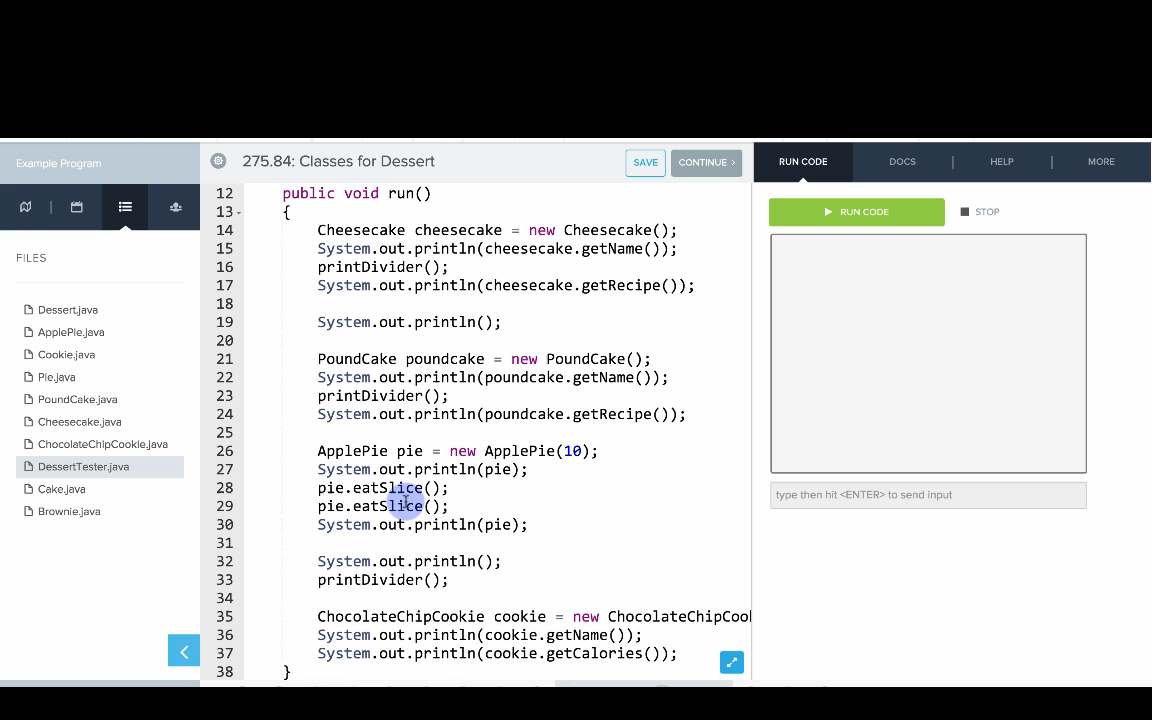 Example Program
275.84: Classes for Dessert
SAVE
CONTINUE >
RUN CODE
DOCS
HELP
MORE
FILES
Dessert.java
ApplePie.java
Cookie.java
Pie.java
PoundCake.java
Cheesecake.java
ChocolateChipCookie.java
DessertTester.java
Cake.java
Brownie.java
12 public void run()
13 {
14 Cheesecake cheesecake = new Cheesecake();
15 System.out.println(cheesecake.getName());
16 printDivider();
17 System.out.println(cheesecake.getRecipe());
18
19 System.out.println();
20
21 PoundCake poundcake = new PoundCake();
22 System.out.println(poundcake.getName());
23 printDivider();
24 System.out.println(poundcake.getRecipe());
25
26 ApplePie pie = new ApplePie(10);
27 System.out.println(pie);
28 pie.eatSlice();
29 pie.eatSlice();
30 System.out.println(pie);
31
32 System.out.println();
33 printDivider();
34
35 ChocolateChipCookie cookie = new ChocolateChipCook
36 System.out.println(cookie.getName());
37 System.out.println(cookie.getCalories());
38 }
RUN CODE
STOP
type then hit <ENTER> to send input